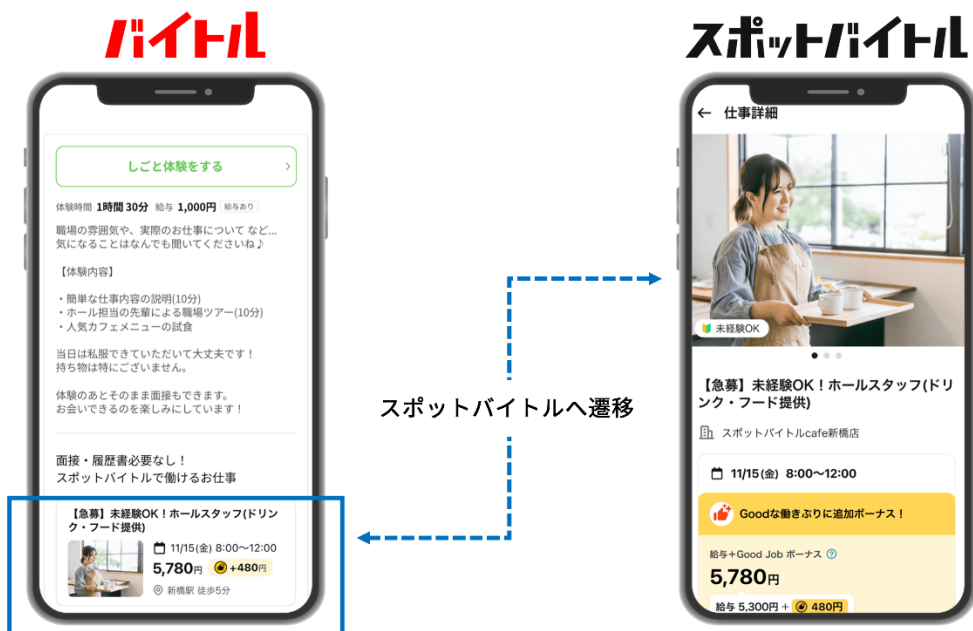 バイトル
しごと体験をする
体験時間 1時間30分 給与 1,000円 給与あり
職場の雰囲気や、実際のお仕事について など...
気になることはなんでも聞いてくださいね♪
【体験内容】
・簡単な仕事内容の説明(10分)
・ホール担当の先輩による職場ツアー(10分)
・人気カフェメニューの試食
当日は私服できていただいて大丈夫です！
持ち物は特にございません。
体験のあとそのまま面接もできます。
お会いできるのを楽しみにしています！
面接・履歴書必要なし！
スポットバイトルで働けるお仕事
【急募】未経験OK！ホールスタッフ(ドリン
ク・フード提供)
11/15(金) 8:00〜12:00
5,780円 +480円
新橋駅 徒歩5分
スポットバイトルへ遷移
スポットバイトル
← 仕事詳細
未経験OK
【急募】未経験OK！ホールスタッフ(ドリ
ンク・フード提供)
スポットバイトルcafe新橋店
11/15(金) 8:00〜12:00
Goodな働きぶりに追加ボーナス！
給与+Good Job ボーナス ?
5,780円
給与 5,300円 + 480円